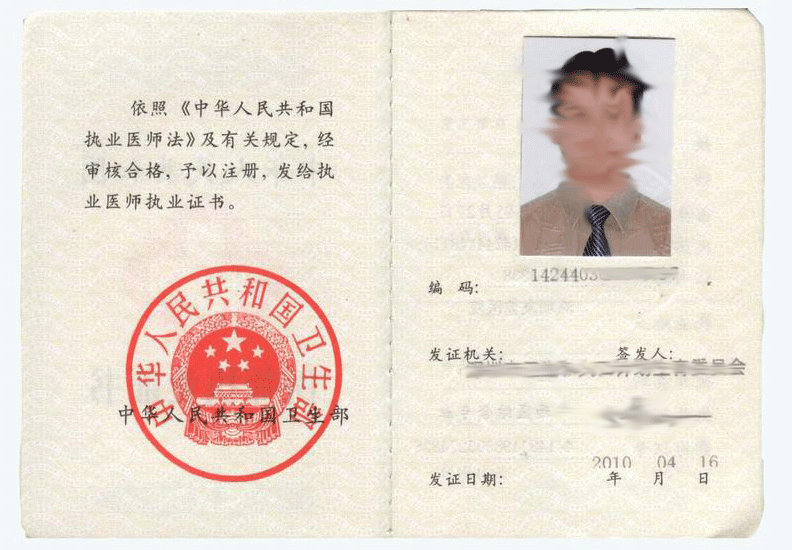 依照《中华人民共和国
执业医师法》及有关规定,经
审核合格,予以注册,发给执
业医师执业证书。
中华人民共和国卫生部
中华人民共和国卫生部
编 码:
发证机关: 签发人:
2010 04 16
发证日期: 年 月 日